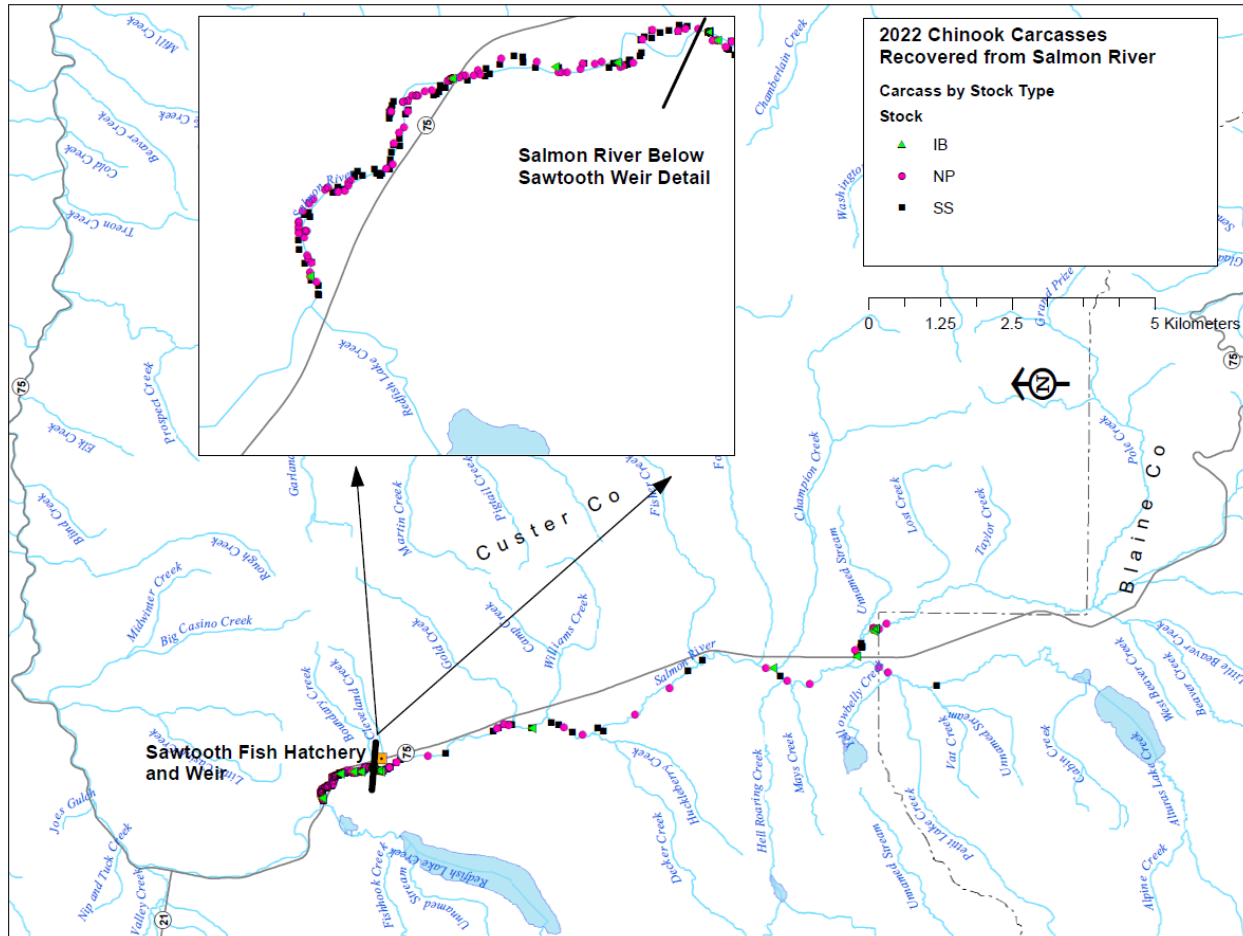 2022 Chinook Carcasses
Recovered from Salmon River
Carcass by Stock Type
Stock
IB
NP
SS
0
1.25
2.5
5 Kilometers
N
Salmon River Below
Sawtooth Weir Detail
75
Salmon River
Redfish Lake Creek
Mill Creek
Beaver Creek
Cold Creek
Treon Creek
75
Prospect Creek
Elk Creek
Blind Creek
Rough Creek
Midwinter Creek
Big Casino Creek
Garland
Martin Creek
Pigtail Creek
Custer Co
Fisher Creek
Chamberlain Creek
Washington
Grand Prize
75
Champion Creek
Pole Creek
Lost Creek
Taylor Creek
Unnamed Stream
Blaine Co
Gold Creek
Camp Creek
Williams Creek
Salmon River
Boundary Creek
Cleveland Creek
Sawtooth Fish Hatchery
and Weir
75
Joes Gulch
Nip and Tuck Creek
Valley Creek
21
Fishhook Creek
Unnamed
Stream
Redfish Lake Creek
Decker Creek
Huckleberry Creek
Hell Roaring Creek
Mays Creek
Unnamed Stream
Petit Lake Creek
Vat Creek
Unnamed Stream
Cabin Creek
Alturas Lake Creek
Alpine Creek
West Beaver Creek
Beaver Creek
Little Beaver Creek